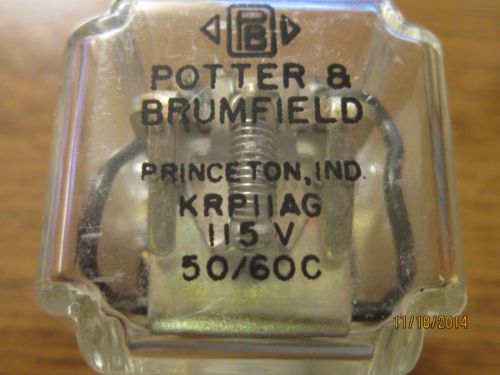 PB
POTTER &
BRUMFIELD
PRINCETON, IND.
KRP11AG
115 V
50/60C
11/18/2014